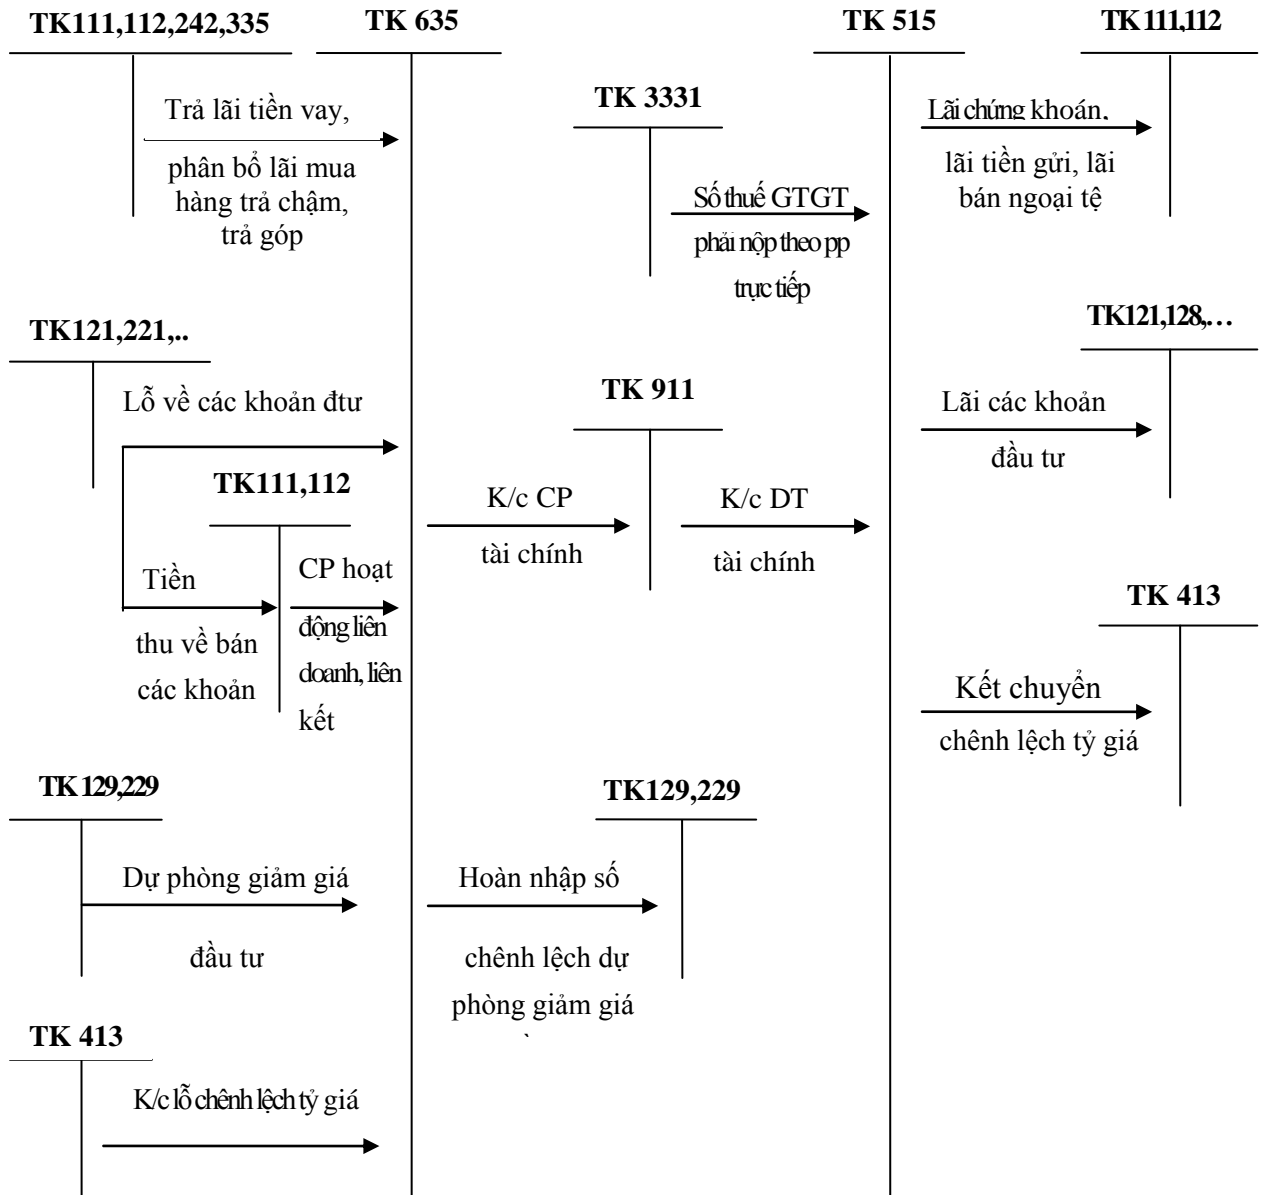 TK111,112,242,335
TK 635
TK 515
TK 111,112
Trả lãi tiền vay,
phân bổ lãi mua
hàng trả chậm,
trả góp
TK 3331
Số thuế GTGT
phải nộp theo pp
trực tiếp
Lãi chứng khoán,
lãi tiền gửi, lãi
bán ngoại tệ
TK121,221,..
Lỗ về các khoản đtư
TK111,112
Tiền
thu về bán
các khoản
CP hoạt
động liên
doanh, liên
kết
TK 911
K/c CP
tài chính
K/c DT
tài chính
TK121,128,…
Lãi các khoản
đầu tư
TK 413
Kết chuyển
chênh lệch tỷ giá
TK 129,229
Dự phòng giảm giá
đầu tư
TK129,229
Hoàn nhập số
chênh lệch dự
phòng giảm giá
TK 413
K/c lỗ chênh lệch tỷ giá